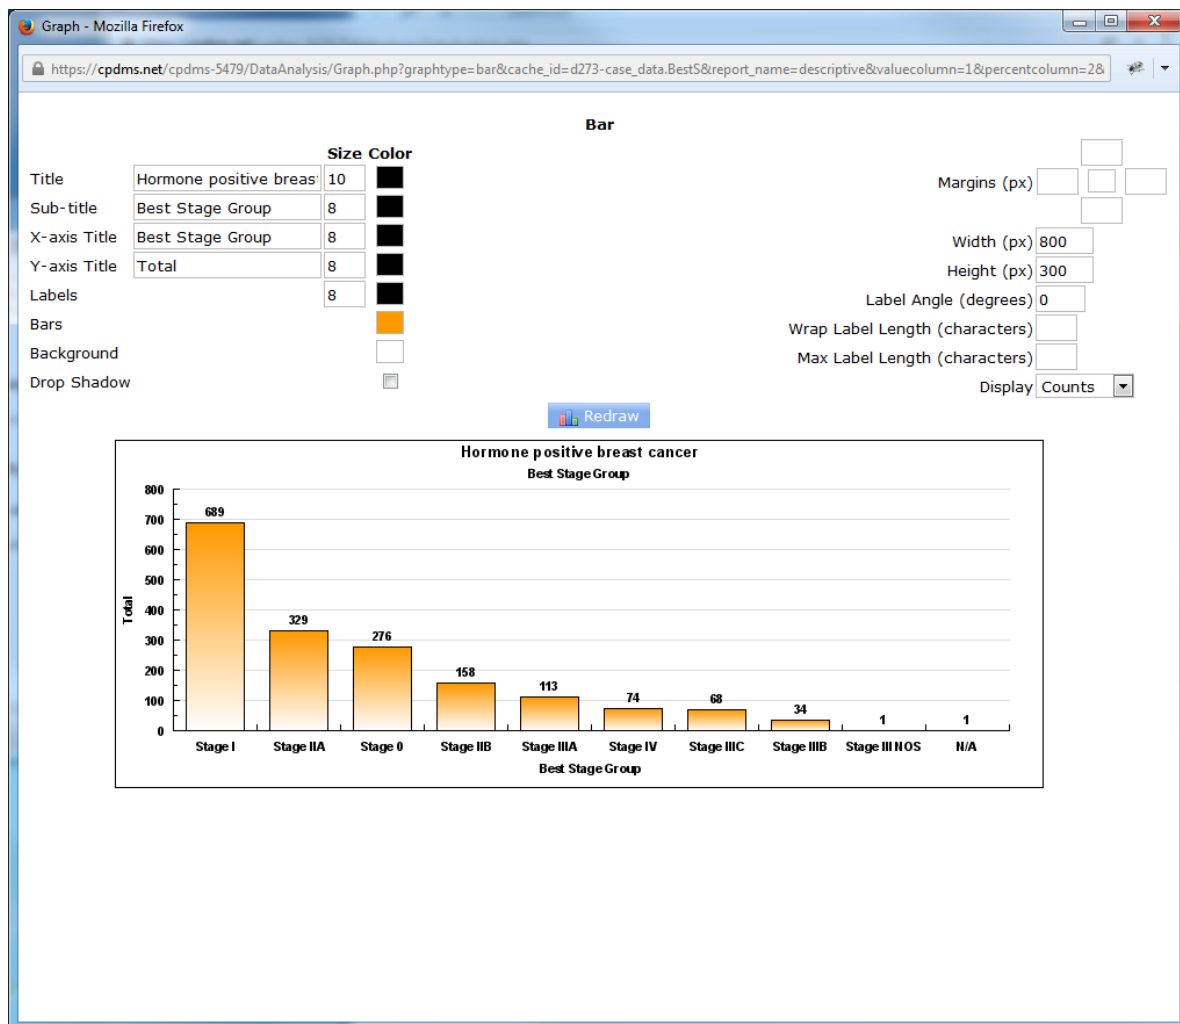 Graph - Mozilla Firefox
https://cpdms.net/cpdms-5479/DataAnalysis/Graph.php?graphtype=bar&cache_id=d273-case_data.BestS&report_name=descriptive&valuecolumn=1&percentcolumn=2&
Bar
Size Color
Title Hormone positive breas 10
Sub-title Best Stage Group 8
X-axis Title Best Stage Group 8
Y-axis Title Total 8
Labels 8
Bars
Background
Drop Shadow
Margins (px)
Width (px) 800
Height (px) 300
Label Angle (degrees) 0
Wrap Label Length (characters)
Max Label Length (characters)
Display Counts
Redraw
Hormone positive breast cancer
Best Stage Group
Total
800
700
600
500
400
300
200
100
0
689
329
276
158
113
74
68
34
1
1
Stage I Stage IIA Stage 0 Stage IIB Stage IIIA Stage IV Stage IIIC Stage IIIB Stage III NOS N/A
Best Stage Group